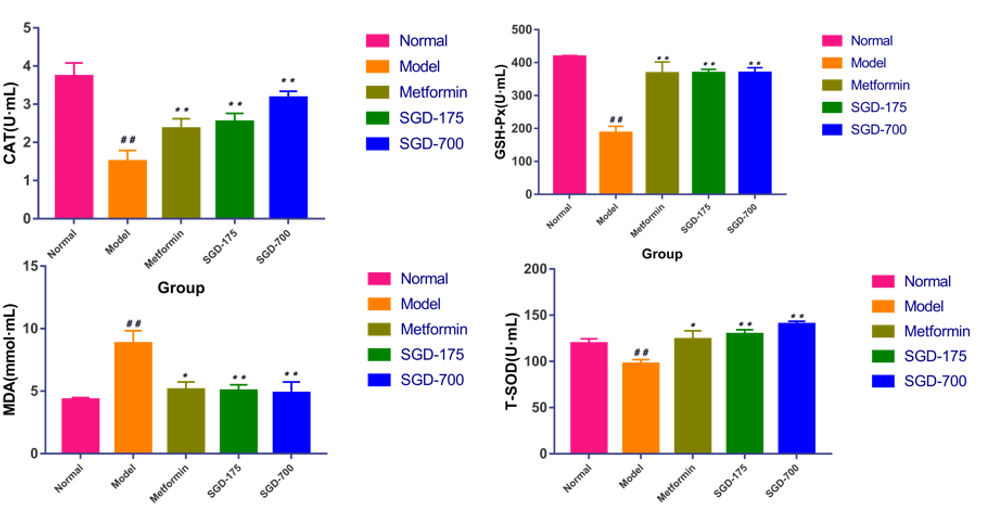 CAT(U·mL)
5
4
3
2
1
0
##
**
**
**
Normal
Model
Metformin
SGD-175
SGD-700
Group
Normal
Model
Metformin
SGD-175
SGD-700
GSH-Px(U·mL)
500
400
300
200
100
0
##
**
**
**
Normal
Model
Metformin
SGD-175
SGD-700
Group
Normal
Model
Metformin
SGD-175
SGD-700
MDA(mmol·mL)
15
10
5
0
##
*
**
**
Normal
Model
Metformin
SGD-175
SGD-700
Normal
Model
Metformin
SGD-175
SGD-700
T-SOD(U·mL)
200
150
100
50
0
##
*
**
**
Normal
Model
Metformin
SGD-175
SGD-700
Normal
Model
Metformin
SGD-175
SGD-700